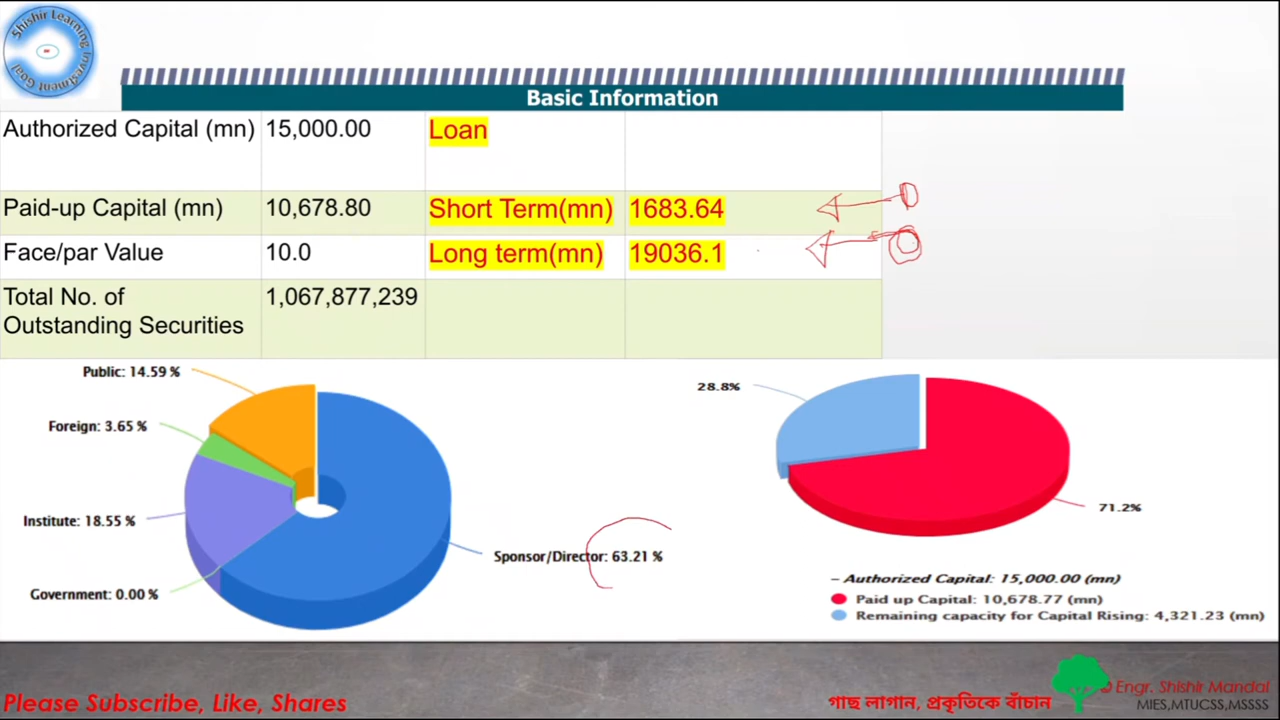 Shishir Learning
Investment Goal
Basic Information
Authorized Capital (mn) 15,000.00 Loan
Paid-up Capital (mn) 10,678.80 Short Term(mn) 1683.64
Face/par Value 10.0 Long term(mn) 19036.1
Total No. of
Outstanding Securities 1,067,877,239
Public: 14.59 %
Foreign: 3.65 %
Institute: 18.55 %
Government: 0.00 %
Sponsor/Director: 63.21 %
28.8%
71.2%
– Authorized Capital: 15,000.00 (mn)
Paid up Capital: 10,678.77 (mn)
Remaining capacity for Capital Rising: 4,321.23 (mn)
Please Subscribe, Like, Shares
গাছ লাগান, প্রকৃতিকে বাঁচান
© Engr. Shishir Mandal
MIES,MTUCSS,MSSSS